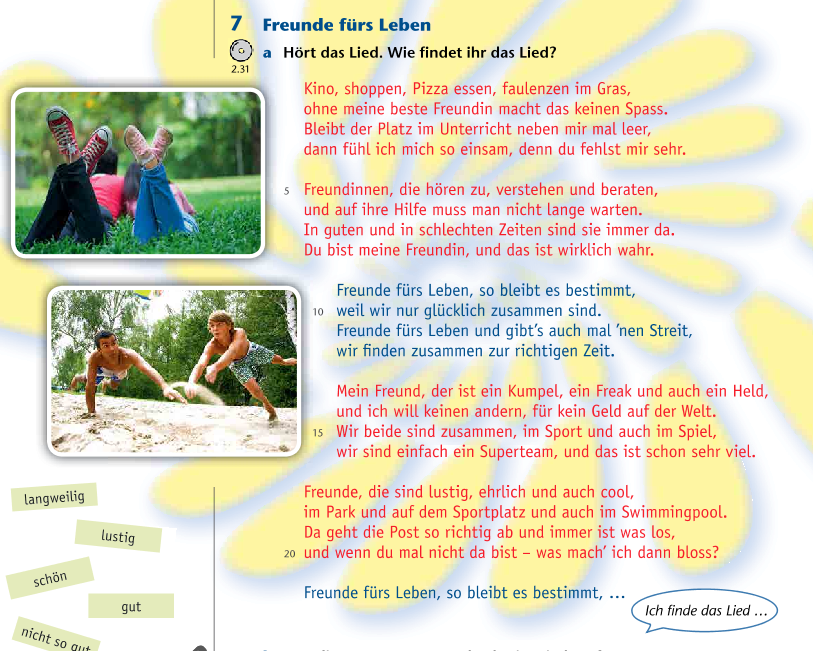 7 Freunde fürs Leben
2.31
a Hört das Lied. Wie findet ihr das Lied?
Kino, shoppen, Pizza essen, faulenzen im Gras,
ohne meine beste Freundin macht das keinen Spass.
Bleibt der Platz im Unterricht neben mir mal leer,
dann fühl ich mich so einsam, denn du fehlst mir sehr.
5 Freundinnen, die hören zu, verstehen und beraten,
und auf ihre Hilfe muss man nicht lange warten.
In guten und in schlechten Zeiten sind sie immer da.
Du bist meine Freundin, und das ist wirklich wahr.
Freunde fürs Leben, so bleibt es bestimmt,
10 weil wir nur glücklich zusammen sind.
Freunde fürs Leben und gibt’s auch mal ’nen Streit,
wir finden zusammen zur richtigen Zeit.
Mein Freund, der ist ein Kumpel, ein Freak und auch ein Held,
und ich will keinen andern, für kein Geld auf der Welt.
15 Wir beide sind zusammen, im Sport und auch im Spiel,
wir sind einfach ein Superteam, und das ist schon sehr viel.
Freunde, die sind lustig, ehrlich und auch cool,
im Park und auf dem Sportplatz und auch im Swimmingpool.
Da geht die Post so richtig ab und immer ist was los,
20 und wenn du mal nicht da bist – was mach’ ich dann bloss?
Freunde fürs Leben, so bleibt es bestimmt, ...
Ich finde das Lied ...
langweilig
lustig
schön
gut
nicht so gut